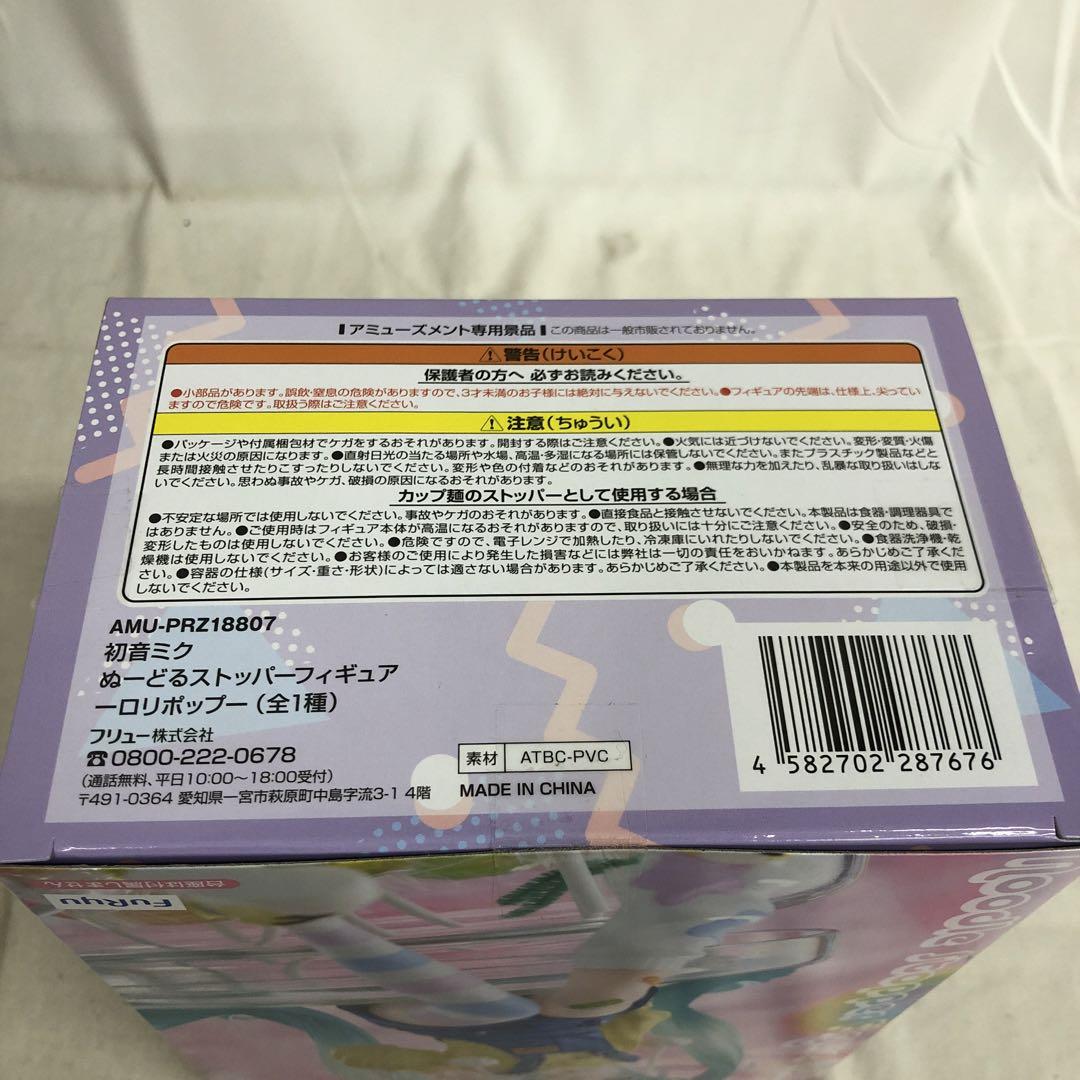 アミューズメント専用景品 この商品は一般市販されておりません。
警告(けいこく)
保護者の方へ 必ずお読みください。
●小部品があります。誤飲・窒息の危険がありますので、3才未満のお子様には絶対に与えないでください。●フィギュアの先端は、仕様上、尖ってい
ますので危険です。取扱う際はご注意ください。
注意(ちゅうい)
●パッケージや付属梱包材でケガをするおそれがあります。開封する際はご注意ください。●火気には近づけないでください。変形・変質・火傷
または火災の原因になります。●直射日光の当たる場所や水場、高温・多湿になる場所には保管しないでください。またプラスチック製品などと
長時間接触させたりこすったりしないでください。変形や色の付着などのおそれがあります。●無理な力を加えたり、乱暴な取り扱いはしな
いでください。思わぬ事故やケガ、破損の原因になるおそれがあります。
カップ麺のストッパーとして使用する場合
●不安定な場所では使用しないでください。事故やケガのおそれがあります。●直接食品と接触させないでください。本製品は食器・調理器具で
はありません。●ご使用時はフィギュア本体が高温になるおそれがありますので、取り扱いには十分にご注意ください。●安全のため、破損・
変形したものは使用しないでください。●危険ですので、電子レンジで加熱したり、冷凍庫にいれたりしないでください。●食器洗浄機・乾
燥機は使用しないでください。●お客様のご使用により発生した損害などには弊社は一切の責任をおいかねます。あらかじめご了承くださ
い。●容器の仕様(サイズ・重さ・形状)によっては適さない場合があります。あらかじめご了承ください。●本製品を本来の用途以外で使用
しないでください。
AMU-PRZ18807
初音ミク
ぬーどるストッパーフィギュア
ーロリポップー(全1種)
フリュー株式会社
☎0800-222-0678
(通話無料、平日10:00~18:00受付)
〒491-0364 愛知県一宮市萩原町中島字流3-1 4階
素材 ATBC-PVC
MADE IN CHINA
4 582702 287676
台座は付属しません
FuRyu
Noodle Stopper